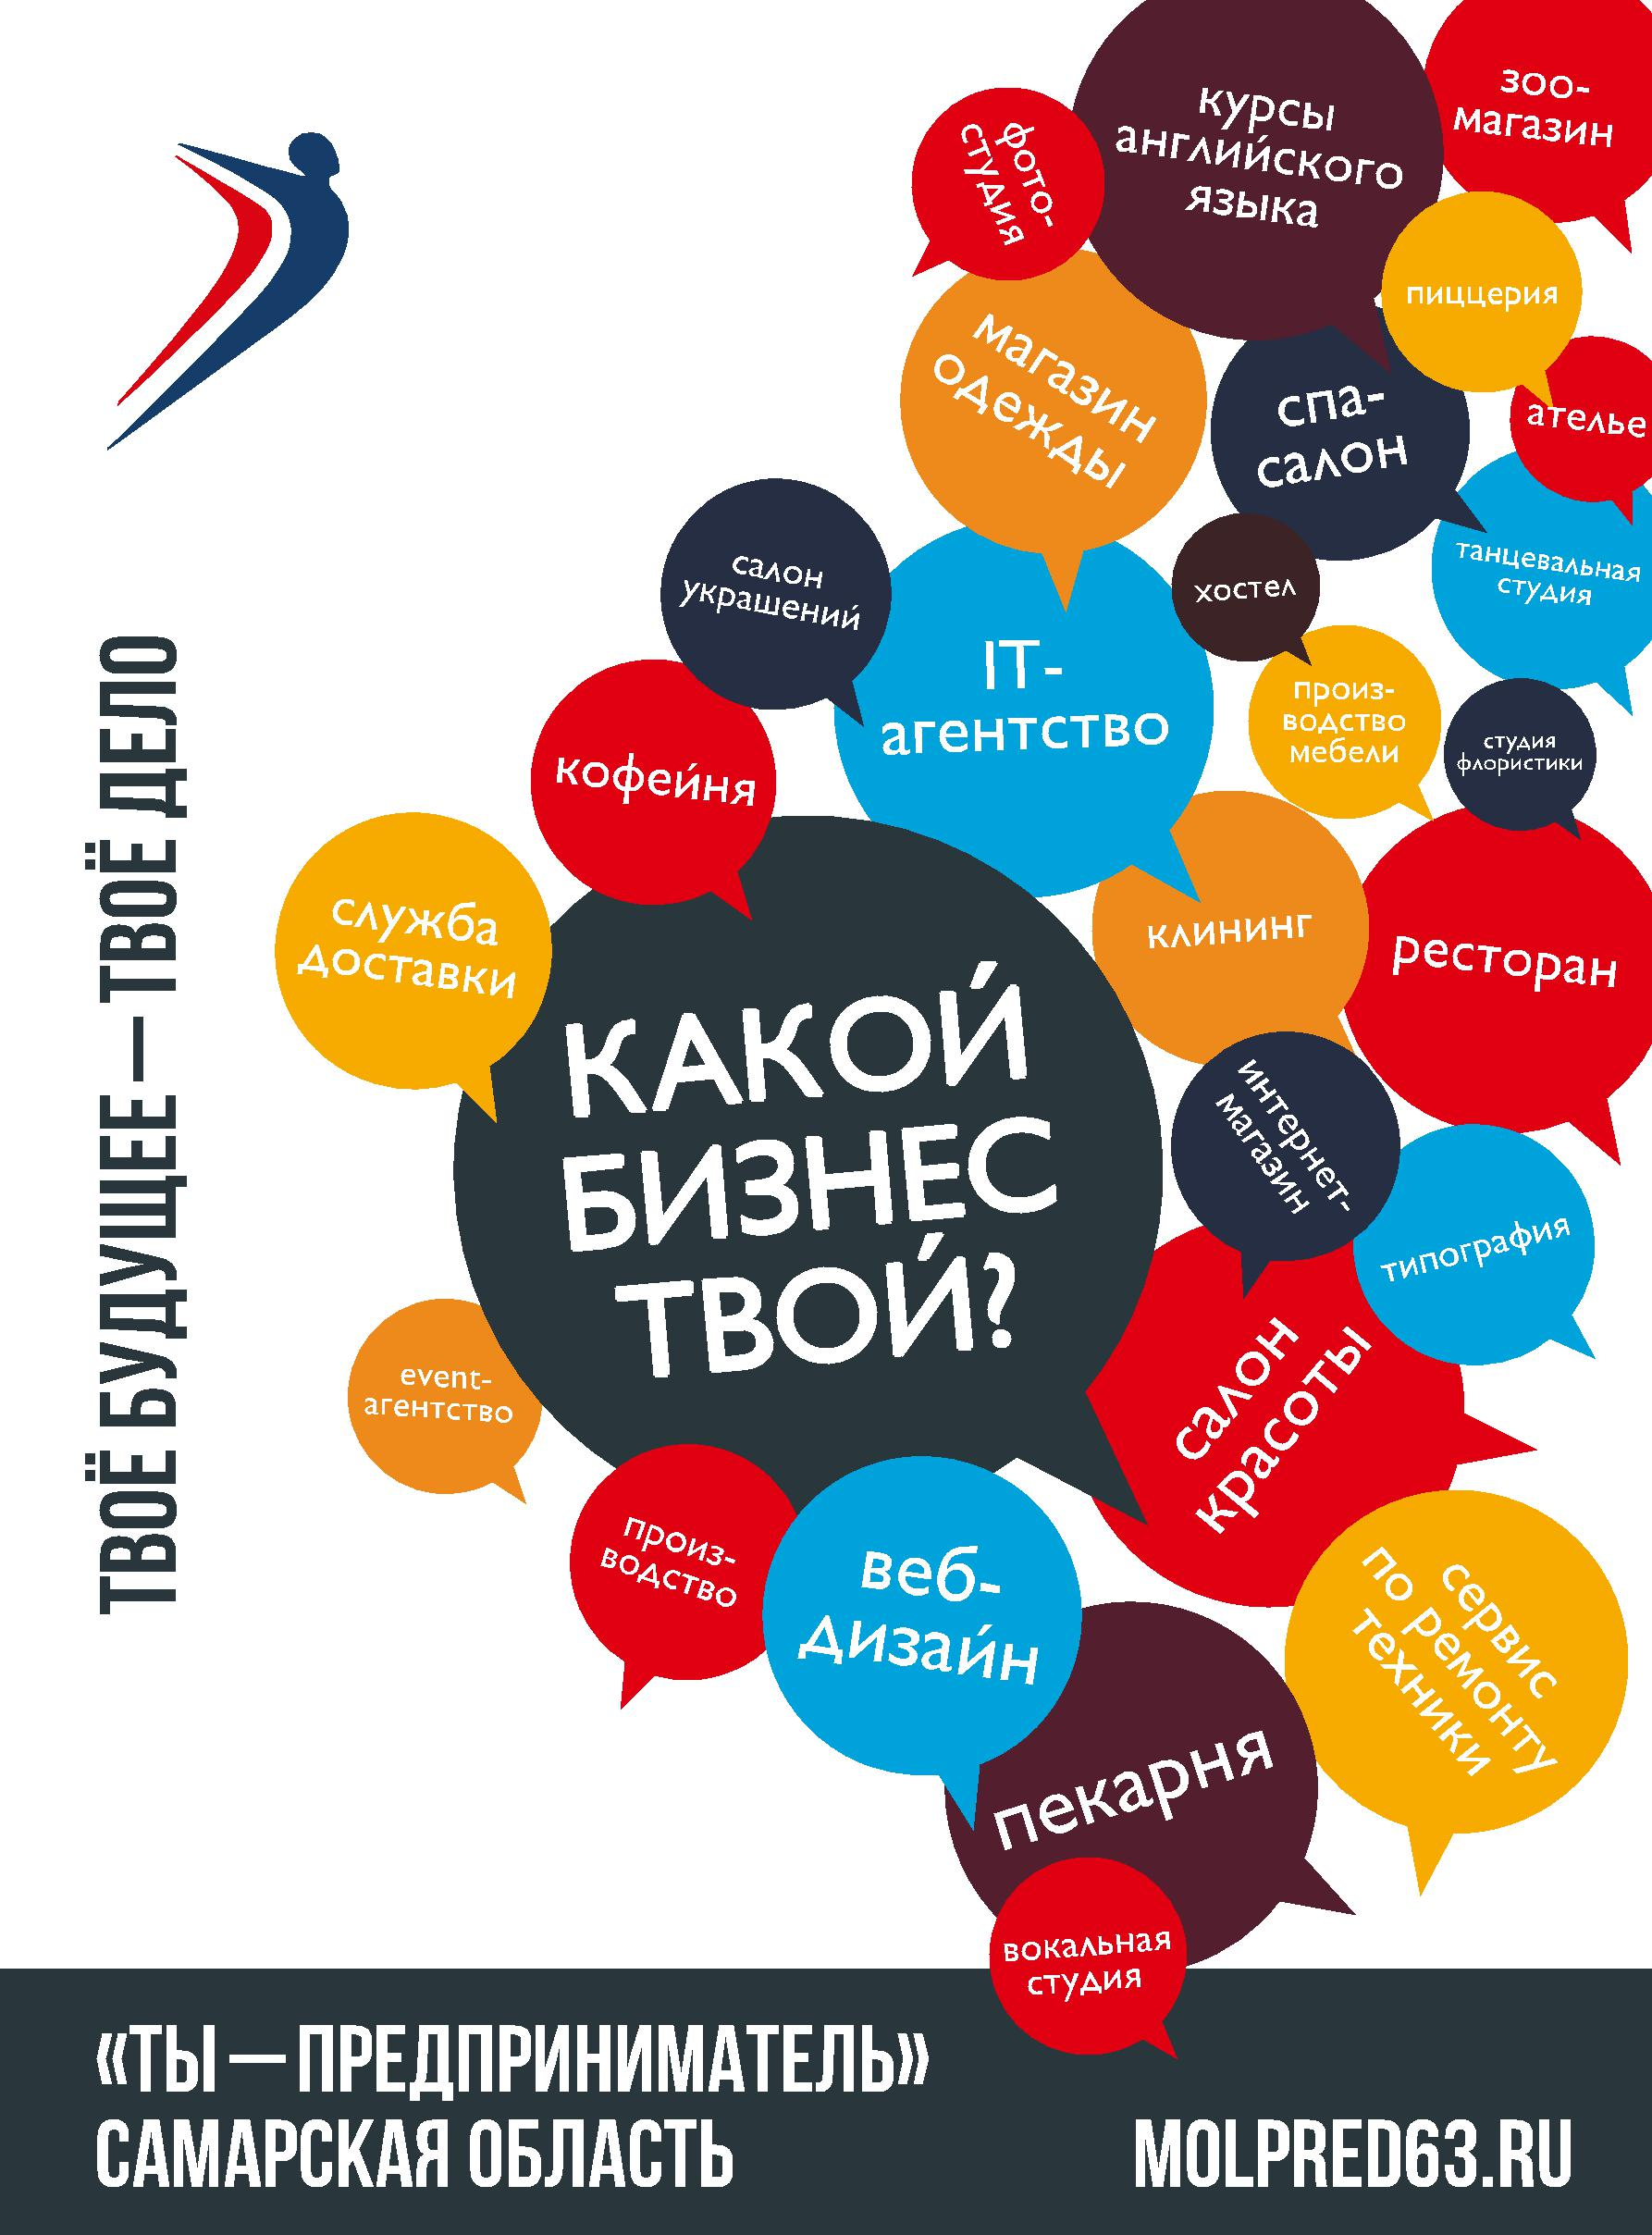 зоо-
магазин
курсы
английского
языка
фото-
студия
пиццерия
магазин
одежды
спа-
салон
ателье
танцевальная
студия
салон
украшений
хостел
IT-
агентство
произ-
водство
мебели
студия
флористики
кофейня
служба
доставки
клининг
ресторан
КАКОЙ
БИЗНЕС
ТВОЙ?
интернет-
магазин
типография
event-
агентство
салон
красоты
произ-
водство
веб-
дизайн
сервис
по ремонту
техники
пекарня
вокальная
студия
ТВОЁ БУДУЩЕЕ — ТВОЁ ДЕЛО
«ТЫ — ПРЕДПРИНИМАТЕЛЬ»
САМАРСКАЯ ОБЛАСТЬ
MOLPRED63.RU